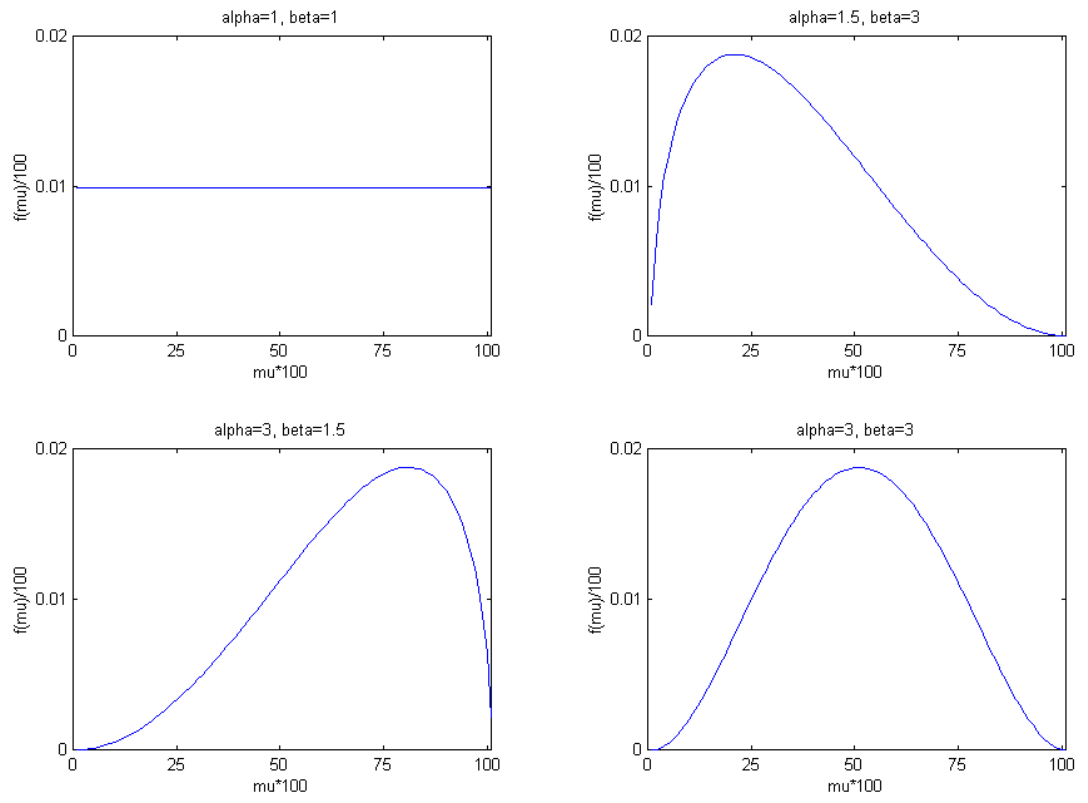 alpha=1, beta=1
0.02
0.01
0
f(mu)/100
0 25 50 75 100
mu*100
alpha=1.5, beta=3
0.02
0.01
0
f(mu)/100
0 25 50 75 100
mu*100
alpha=3, beta=1.5
0.02
0.01
0
f(mu)/100
0 25 50 75 100
mu*100
alpha=3, beta=3
0.02
0.01
0
f(mu)/100
0 25 50 75 100
mu*100